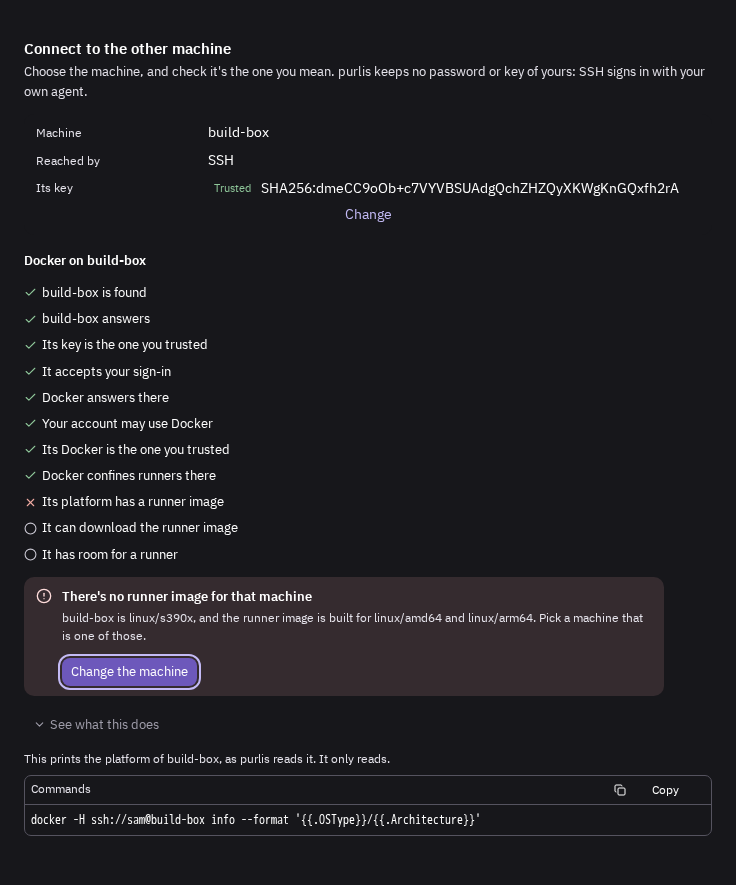 Connect to the other machine
Choose the machine, and check it's the one you mean. purlis keeps no password or key of yours: SSH signs in with your
own agent.
Machine build-box
Reached by SSH
Its key Trusted SHA256:dmeCC9oOb+c7VYVBSUAdgQchZHZQyXKWgKnGQxfh2rA
Change
Docker on build-box
build-box is found
build-box answers
Its key is the one you trusted
It accepts your sign-in
Docker answers there
Your account may use Docker
Its Docker is the one you trusted
Docker confines runners there
Its platform has a runner image
It can download the runner image
It has room for a runner
There's no runner image for that machine
build-box is linux/s390x, and the runner image is built for linux/amd64 and linux/arm64. Pick a machine that
is one of those.
Change the machine
See what this does
This prints the platform of build-box, as purlis reads it. It only reads.
Commands Copy
docker -H ssh://sam@build-box info --format '{{.OSType}}/{{.Architecture}}'